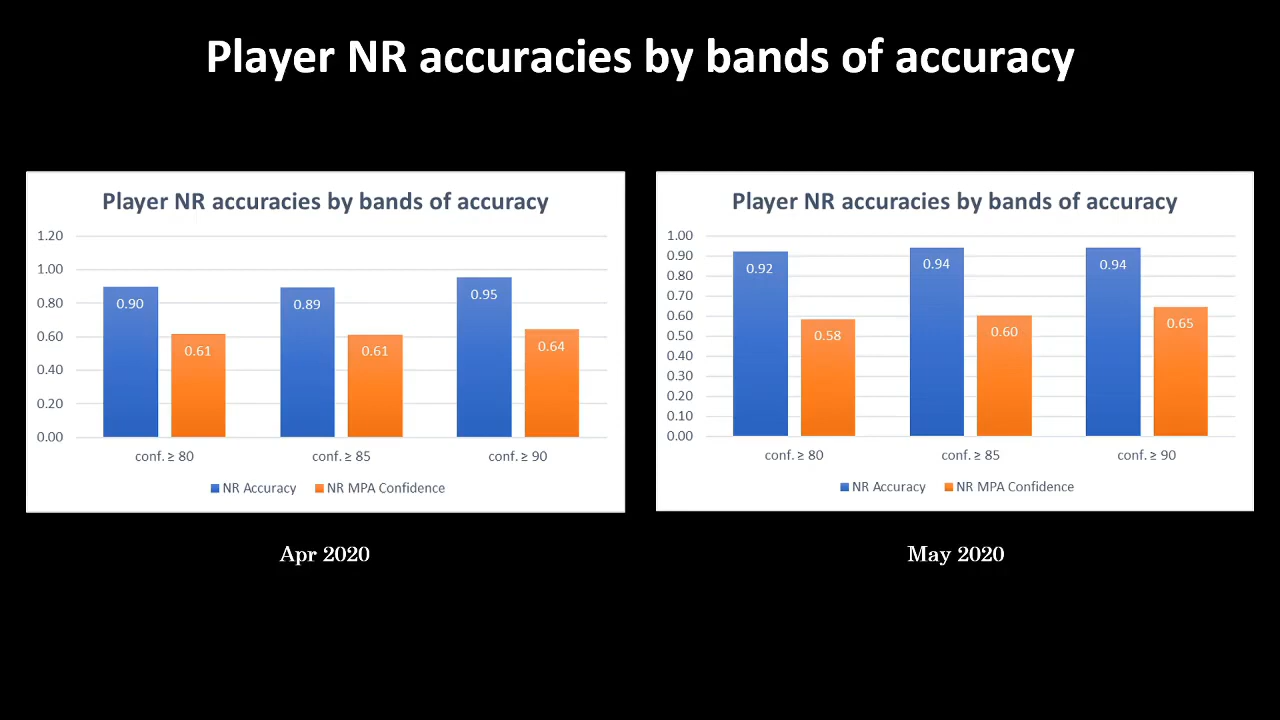 Player NR accuracies by bands of accuracy
Player NR accuracies by bands of accuracy
1.20
1.00
0.80
0.60
0.40
0.20
0.00
0.90
0.61
0.89
0.61
0.95
0.64
conf. ≥ 80
conf. ≥ 85
conf. ≥ 90
NR Accuracy
NR MPA Confidence
Apr 2020
Player NR accuracies by bands of accuracy
1.00
0.90
0.80
0.70
0.60
0.50
0.40
0.30
0.20
0.10
0.00
0.92
0.58
0.94
0.60
0.94
0.65
conf. ≥ 80
conf. ≥ 85
conf. ≥ 90
NR Accuracy
NR MPA Confidence
May 2020